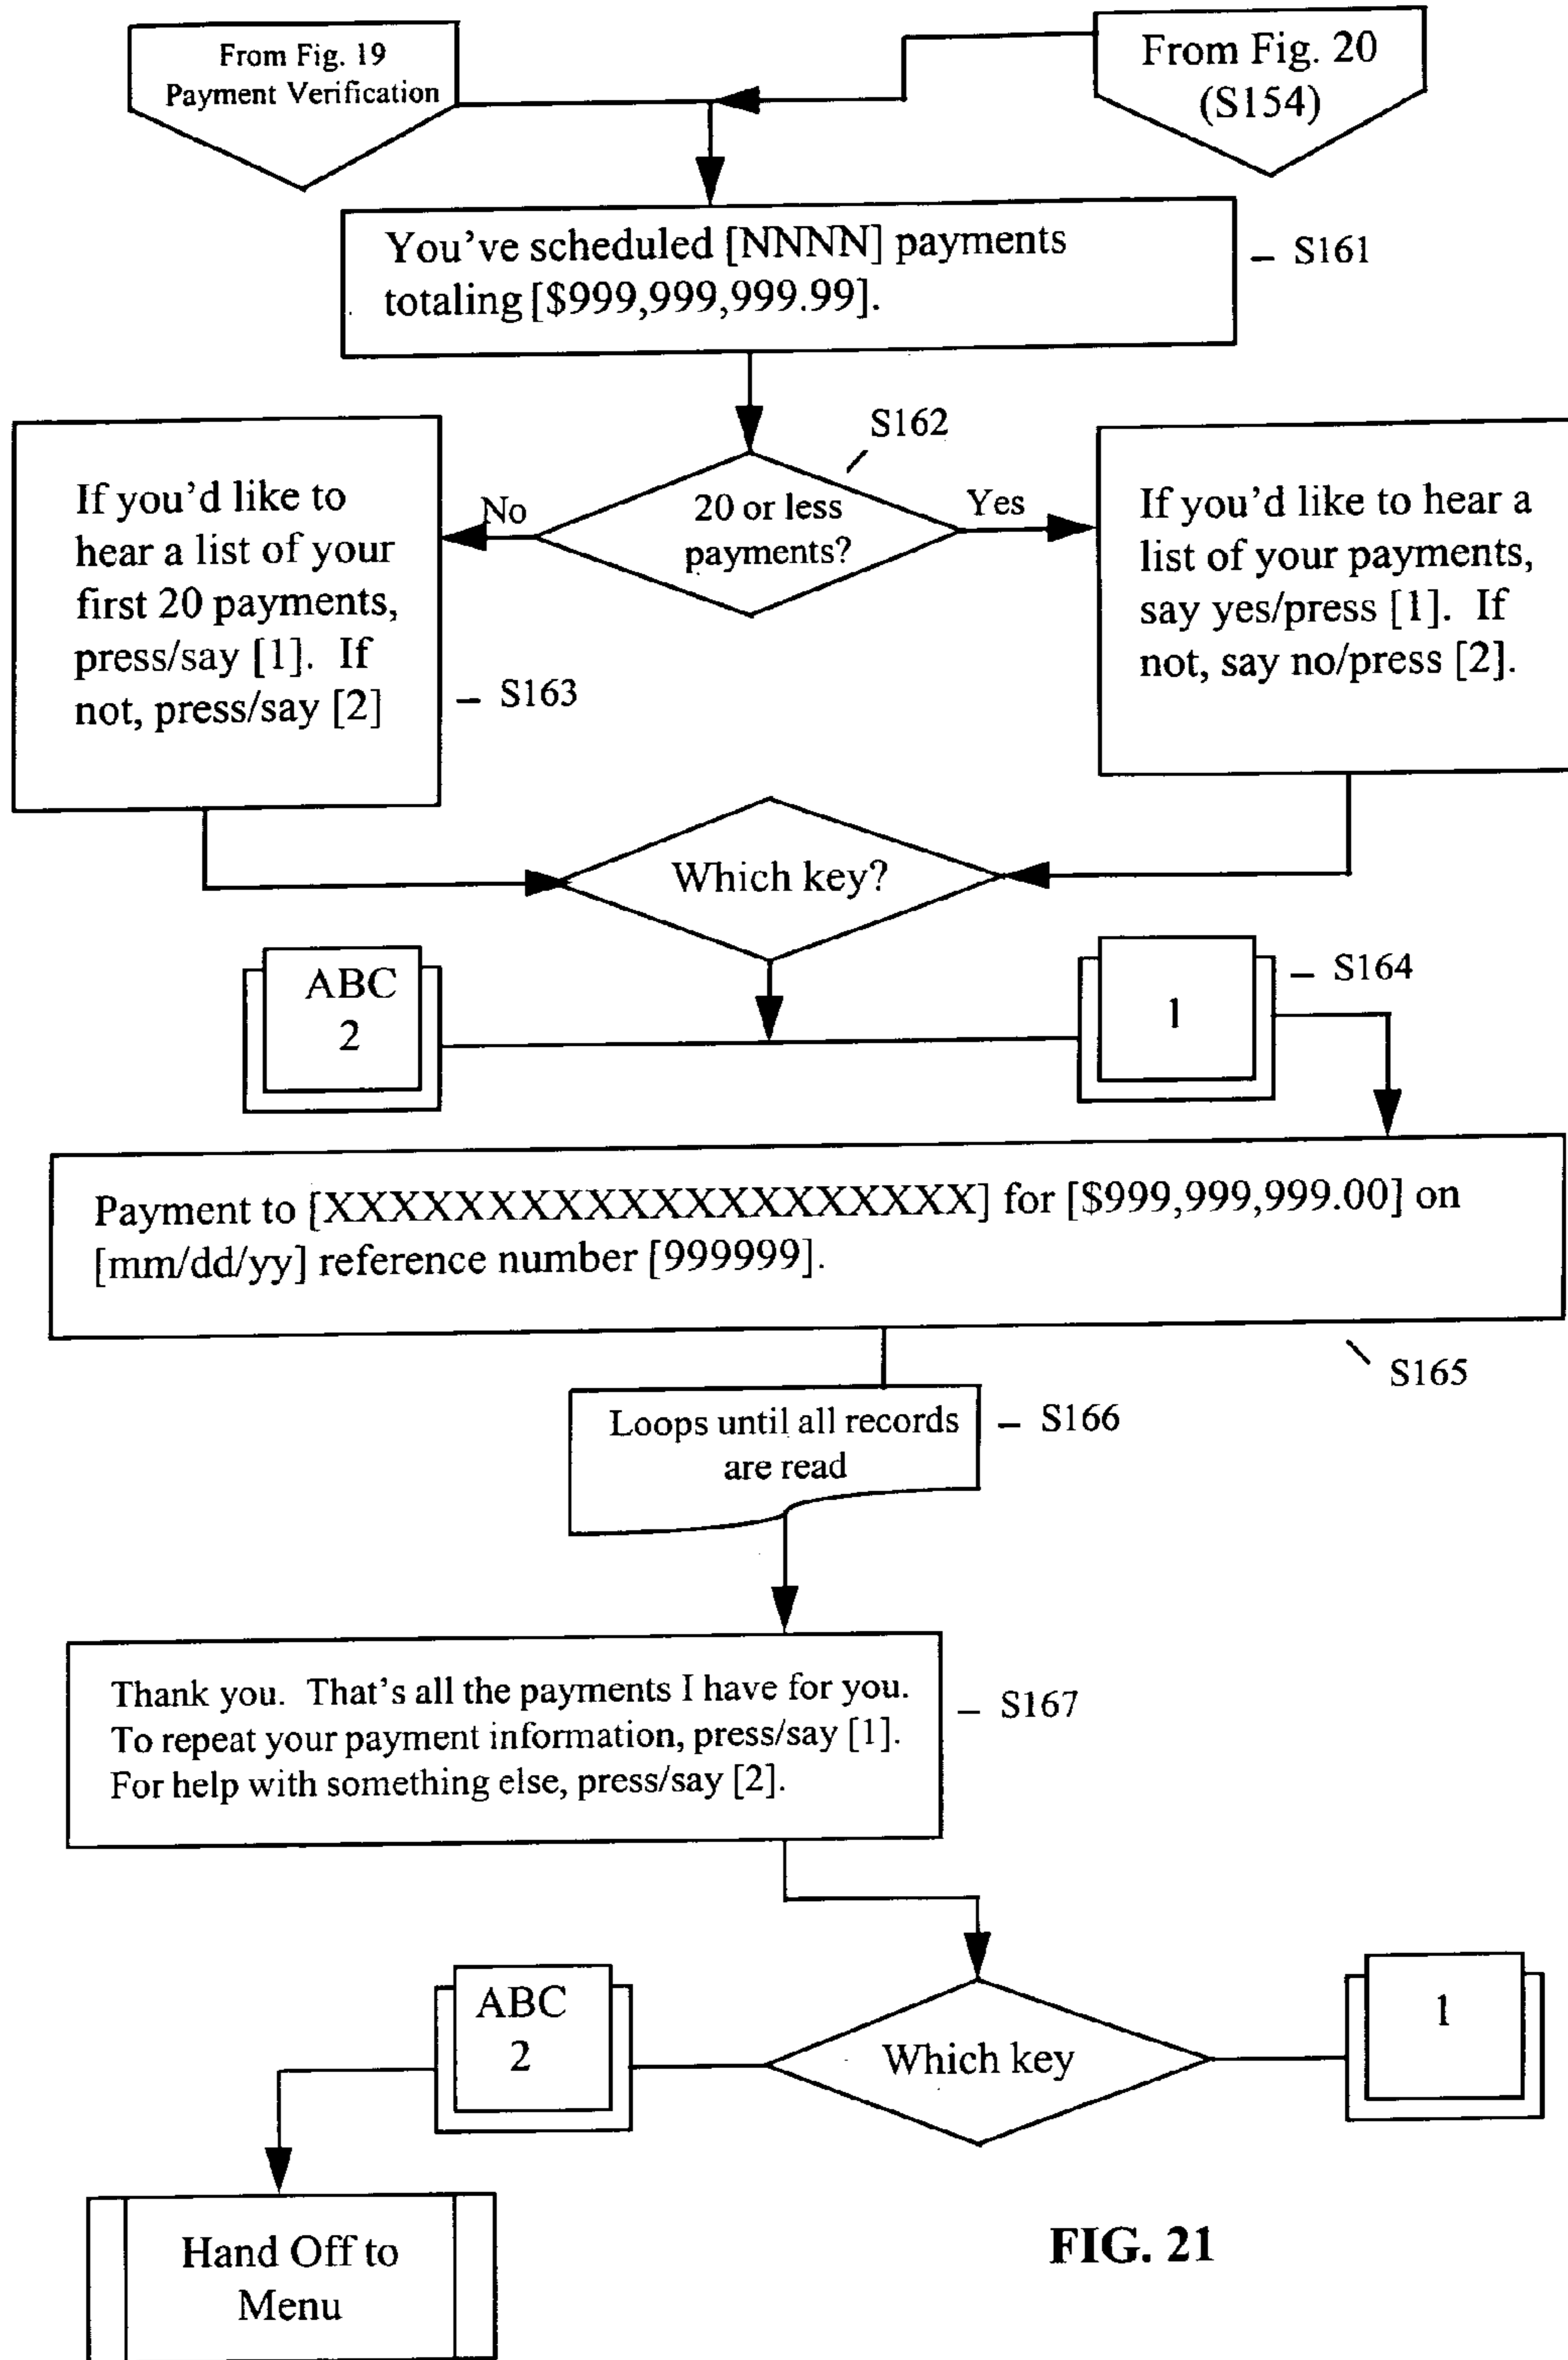 From Fig. 19
Payment Verification
From Fig. 20
(S154)
You've scheduled [NNNN] payments
totaling [$999,999,999.99].
S161
S162
If you'd like to
hear a list of your
first 20 payments,
press/say [1]. If
not, press/say [2]
S163
No
20 or less
payments?
Yes
If you'd like to hear a
list of your payments,
say yes/press [1]. If
not, say no/press [2].
Which key?
ABC
2
1
S164
Payment to [XXXXXXXXXXXXXXXXXXXX] for [$999,999,999.00] on
[mm/dd/yy] reference number [999999].
S165
Loops until all records
are read
S166
Thank you. That's all the payments I have for you.
To repeat your payment information, press/say [1].
For help with something else, press/say [2].
S167
ABC
2
Which key
1
Hand Off to
Menu
FIG. 21